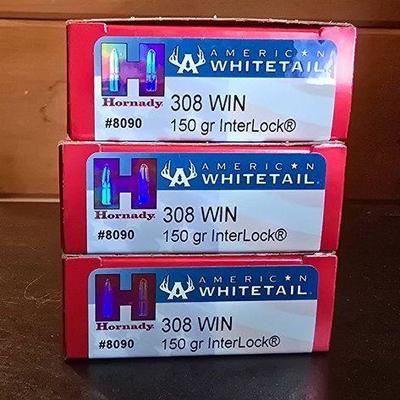 H
Hornady
#8090
AMERICAN
WHITETAIL
308 WIN
150 gr InterLock®
H
Hornady
#8090
AMERICAN
WHITETAIL
308 WIN
150 gr InterLock®
H
Hornady
#8090
AMERICAN
WHITETAIL
308 WIN
150 gr InterLock®